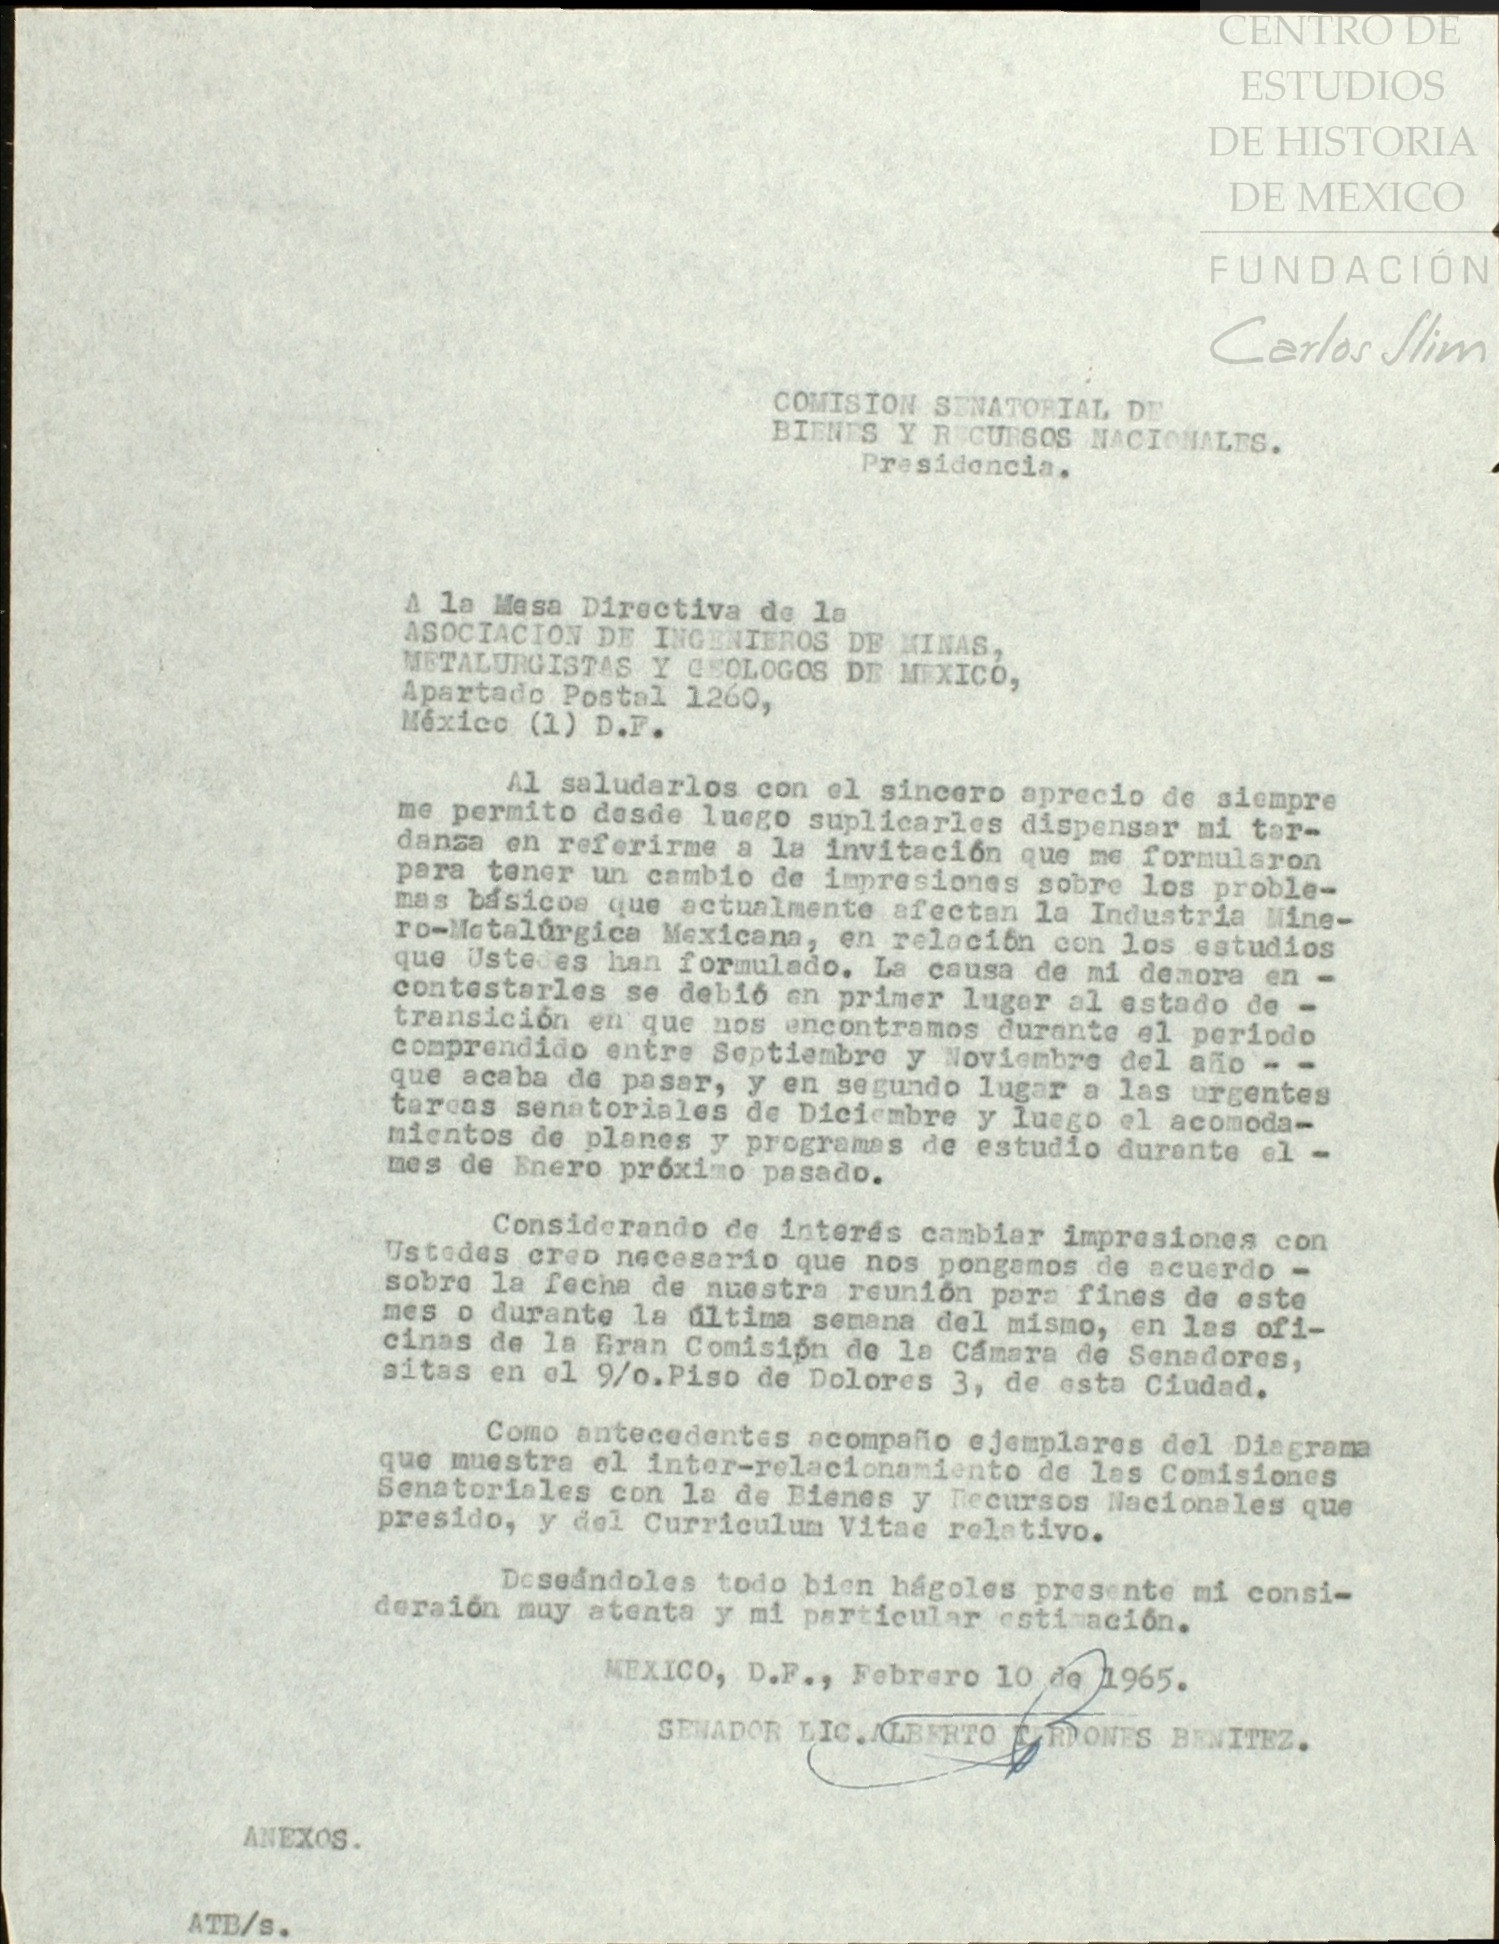 CENTRO DE
ESTUDIOS
DE HISTORIA
DE MEXICO
FUNDACIÓN
Carlos Slim
COMISION SENATORIAL DE
BIENES Y RECURSOS NACIONALES.
Presidencia.
A la Mesa Directiva de la
ASOCIACION DE INGENIEROS DE MINAS,
METALURGISTAS Y GEOLOGOS DE MEXICO,
Apartado Postal 1260,
México (1) D.F.
Al saludarlos con el sincero aprecio de siempre
me permito desde luego suplicarles dispensar mi tar-
danza en referirme a la invitación que me formularon
para tener un cambio de impresiones sobre los proble-
mas básicos que actualmente afectan la Industria Mine-
ro-Metalúrgica Mexicana, en relación con los estudios
que Ustedes han formulado. La causa de mi demora en -
contestarles se debió en primer lugar al estado de -
transición en que nos encontramos durante el periodo
comprendido entre Septiembre y Noviembre del año - -
que acaba de pasar, y en segundo lugar a las urgentes
tareas senatoriales de Diciembre y luego el acomoda-
mientos de planes y programas de estudio durante el -
mes de Enero próximo pasado.
Considerando de interés cambiar impresiones con
Ustedes creo necesario que nos pongamos de acuerdo -
sobre la fecha de nuestra reunión para fines de este
mes o durante la última semana del mismo, en las ofi-
cinas de la Gran Comisión de la Cámara de Senadores,
sitas en el 9/o.Piso de Dolores 3, de esta Ciudad.
Como antecedentes acompaño ejemplares del Diagrama
que muestra el inter-relacionamiento de las Comisiones
Senatoriales con la de Bienes y Recursos Nacionales que
presido, y del Curriculum Vitae relativo.
Deseándoles todo bien hágoles presente mi consi-
deraión muy atenta y mi particular estimación.
MEXICO, D.F., Febrero 10 de 1965.
SENADOR LIC.ALBERTO TERRONES BENITEZ.
ANEXOS.
ATB/s.